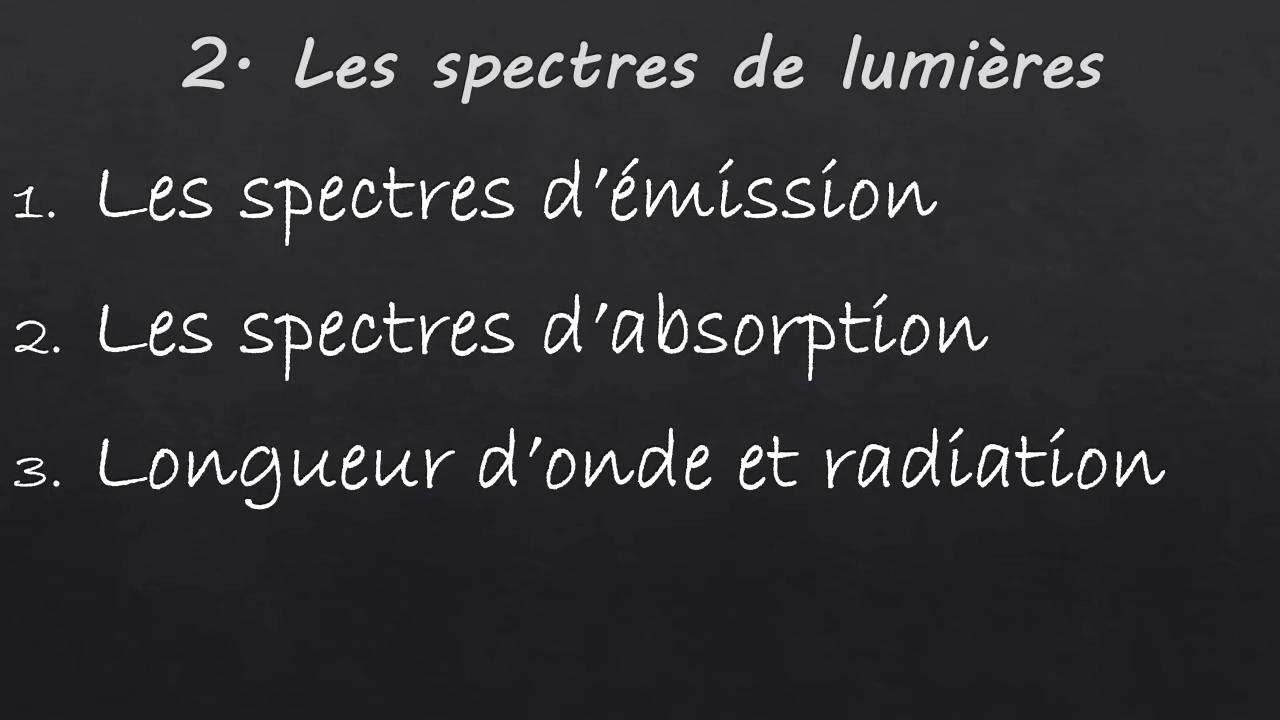 2. Les spectres de lumières
1. Les spectres d’émission
2. Les spectres d’absorption
3. Longueur d’onde et radiation